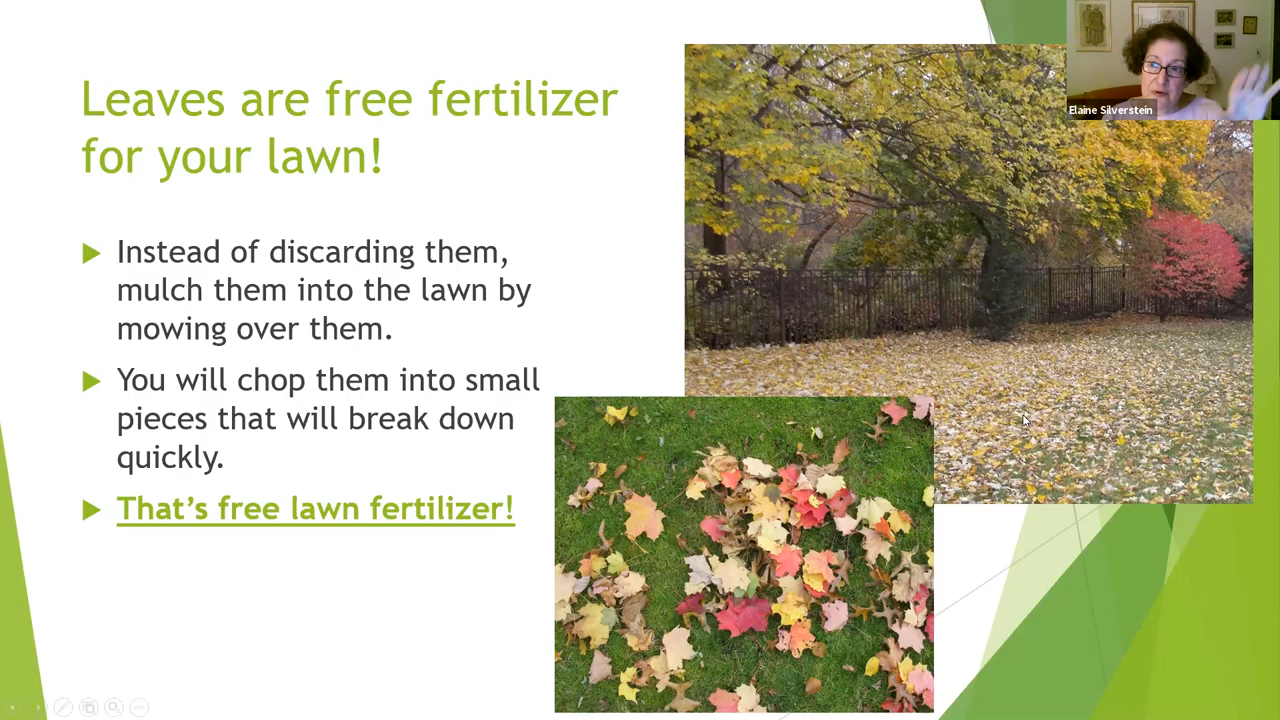 Leaves are free fertilizer
for your lawn!
Instead of discarding them,
mulch them into the lawn by
mowing over them.
You will chop them into small
pieces that will break down
quickly.
That's free lawn fertilizer!
Elaine Silverstein